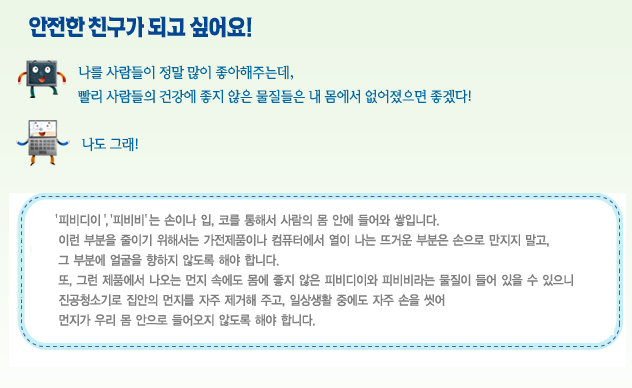 안전한 친구가 되고 싶어요!
나를 사람들이 정말 많이 좋아해주는데,
빨리 사람들의 건강에 좋지 않은 물질들은 내 몸에서 없어졌으면 좋겠다!
나도 그래!
'피비디이','피비비'는 손이나 입, 코를 통해서 사람의 몸 안에 들어와 쌓입니다.
이런 부분을 줄이기 위해서는 가전제품이나 컴퓨터에서 열이 나는 뜨거운 부분은 손으로 만지지 말고,
그 부분에 얼굴을 향하지 않도록 해야 합니다.
또, 그런 제품에서 나오는 먼지 속에도 몸에 좋지 않은 피비디이와 피비비라는 물질이 들어 있을 수 있으니
진공청소기로 집안의 먼지를 자주 제거해 주고, 일상생활 중에도 자주 손을 씻어
먼지가 우리 몸 안으로 들어오지 않도록 해야 합니다.